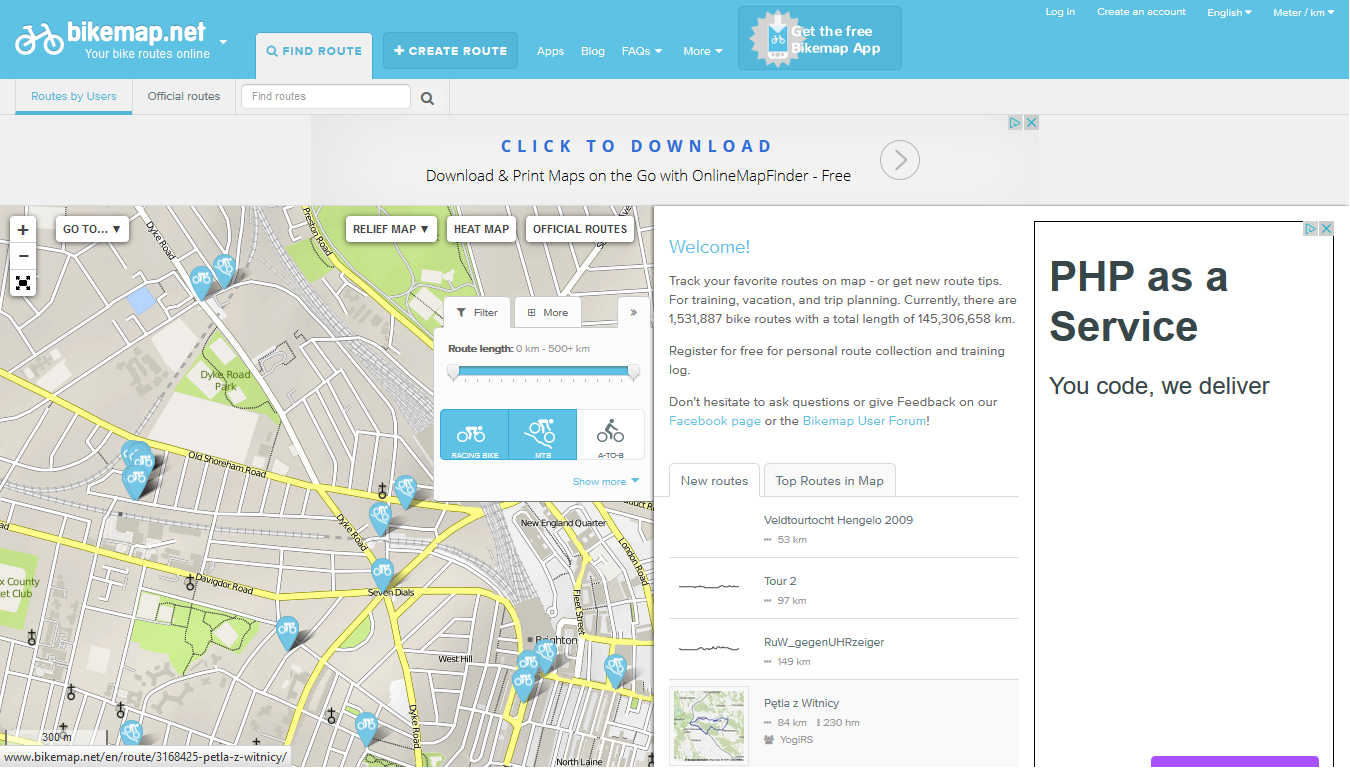 bikemap.net
Your bike routes online
FIND ROUTE
CREATE ROUTE
Apps
Blog
FAQs
More
Get the free
Bikemap App
Log in
Create an account
English
Meter / km
Routes by Users
Official routes
Find routes
CLICK TO DOWNLOAD
Download & Print Maps on the Go with OnlineMapFinder - Free
+
−
GO TO... ▼
RELIEF MAP ▼
HEAT MAP
OFFICIAL ROUTES
Dyke Road
Preston Road
Filter
More
»
Route length: 0 km - 500+ km
RACING BIKE
MTB
A-TO-B
Show more
Dyke Road
Park
Old Shoreham Road
Dyke Road
New England Quarter
London Road
Davigdor Road
Seven Dials
Fleet Street
Brighton
West Hill
Dyke Road
North Laine
300 m
www.bikemap.net/en/route/3168425-petla-z-witnicy/
Welcome!
Track your favorite routes on map - or get new route tips.
For training, vacation, and trip planning. Currently, there are
1,531,887 bike routes with a total length of 145,306,658 km.
Register for free for personal route collection and training
log.
Don't hesitate to ask questions or give Feedback on our
Facebook page or the Bikemap User Forum!
New routes
Top Routes in Map
Veldtourtocht Hengelo 2009
53 km
Tour 2
97 km
RuW_gegenUHRzeiger
149 km
Pętla z Witnicy
84 km
230 hm
YogiRS
PHP as a
Service
You code, we deliver